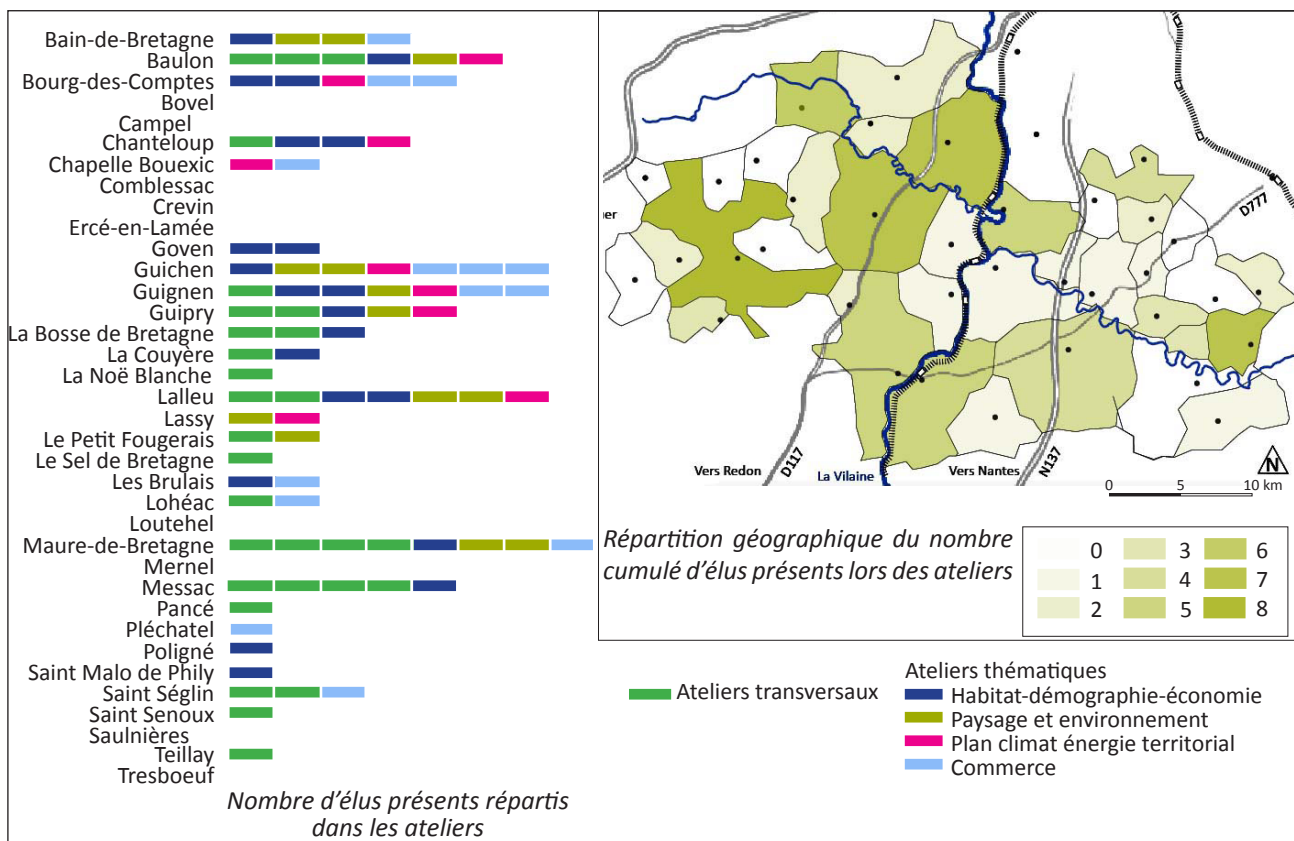 Bain-de-Bretagne
Baulon
Bourg-des-Comptes
Bovel
Campel
Chanteloup
Chapelle Bouexic
Comblessac
Crevin
Ercé-en-Lamée
Goven
Guichen
Guignen
Guipry
La Bosse de Bretagne
La Couyère
La Noë Blanche
Lalleu
Lassy
Le Petit Fougerais
Le Sel de Bretagne
Les Brulais
Lohéac
Loutehel
Maure-de-Bretagne
Mernel
Messac
Pancé
Pléchatel
Poligné
Saint Malo de Phily
Saint Séglin
Saint Senoux
Saulnières
Teillay
Tresboeuf
Nombre d'élus présents répartis
dans les ateliers
D777
Vers Redon
D117
La Vilaine
Vers Nantes
N137
N
0 5 10 km
Répartition géographique du nombre
cumulé d'élus présents lors des ateliers
0 3 6
1 4 7
2 5 8
Ateliers transversaux
Ateliers thématiques
Habitat-démographie-économie
Paysage et environnement
Plan climat énergie territorial
Commerce